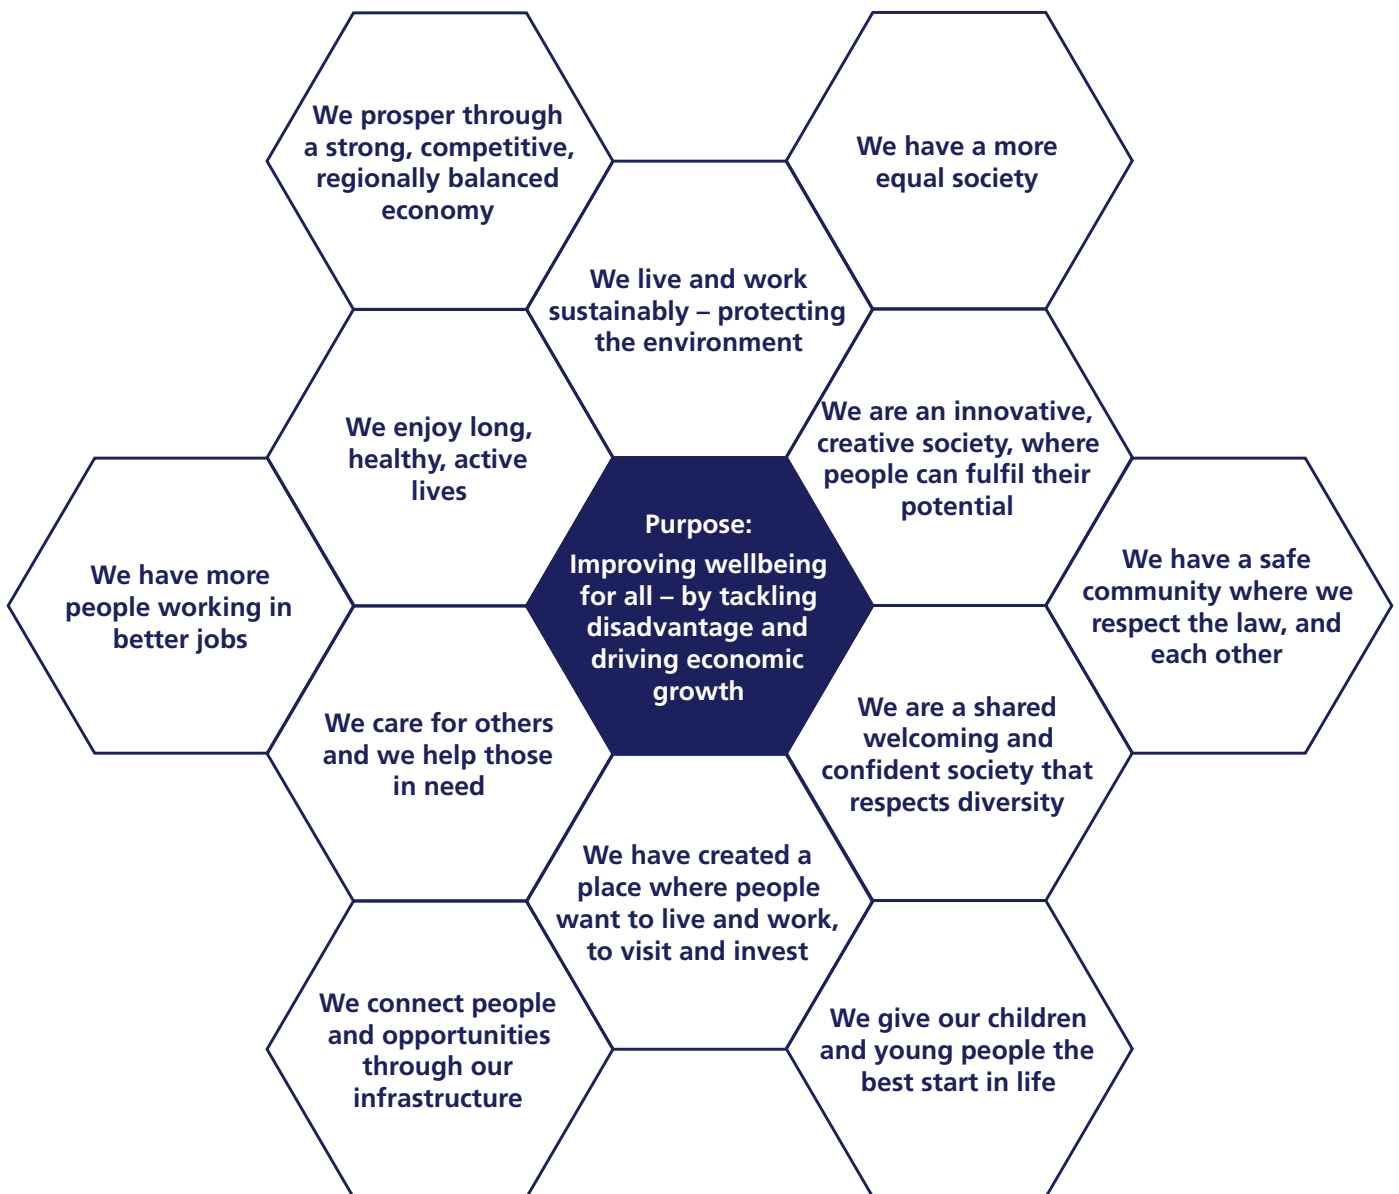 We prosper through
a strong, competitive,
regionally balanced
economy
We have a more
equal society
We live and work
sustainably – protecting
the environment
We enjoy long,
healthy, active
lives
We are an innovative,
creative society, where
people can fulfil their
potential
We have more
people working in
better jobs
Purpose:
Improving wellbeing
for all – by tackling
disadvantage and
driving economic
growth
We have a safe
community where we
respect the law, and
each other
We care for others
and we help those
in need
We are a shared
welcoming and
confident society that
respects diversity
We have created a
place where people
want to live and work,
to visit and invest
We connect people
and opportunities
through our
infrastructure
We give our children
and young people the
best start in life